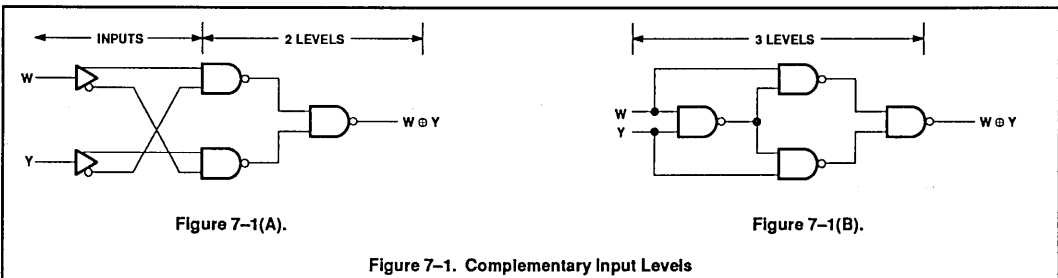 INPUTS
2 LEVELS
W
Y
W ⊕ Y
Figure 7–1(A).
3 LEVELS
W
Y
W ⊕ Y
Figure 7–1(B).
Figure 7–1. Complementary Input Levels